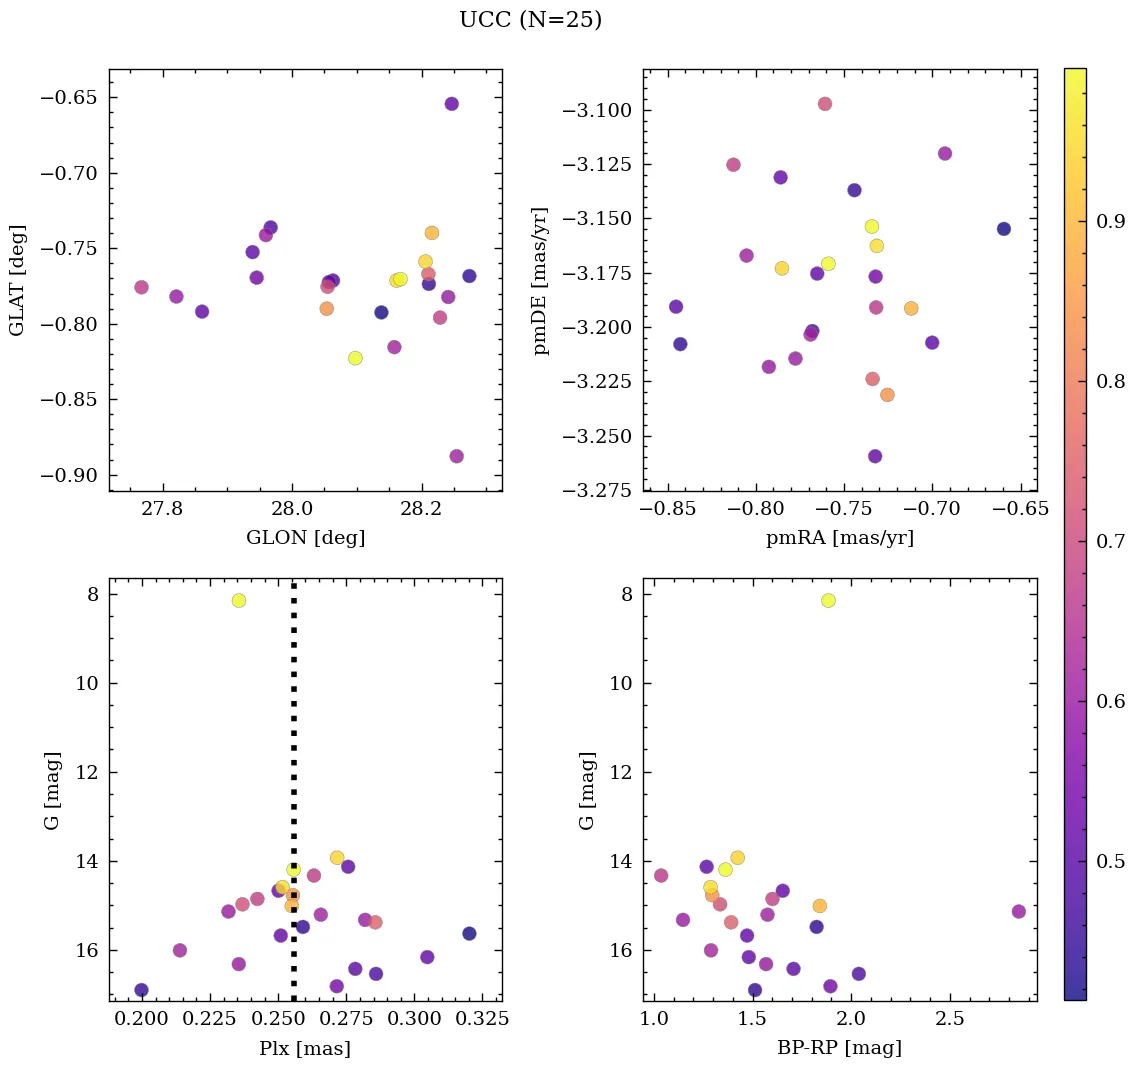 UCC (N=25)
−0.65
−0.70
−0.75
−0.80
−0.85
−0.90
GLAT [deg]
27.8 28.0 28.2
GLON [deg]
−3.100
−3.125
−3.150
−3.175
−3.200
−3.225
−3.250
−3.275
pmDE [mas/yr]
−0.85 −0.80 −0.75 −0.70 −0.65
pmRA [mas/yr]
8
10
12
14
16
G [mag]
0.200 0.225 0.250 0.275 0.300 0.325
Plx [mas]
8
10
12
14
16
G [mag]
1.0 1.5 2.0 2.5
BP-RP [mag]
0.9
0.8
0.7
0.6
0.5